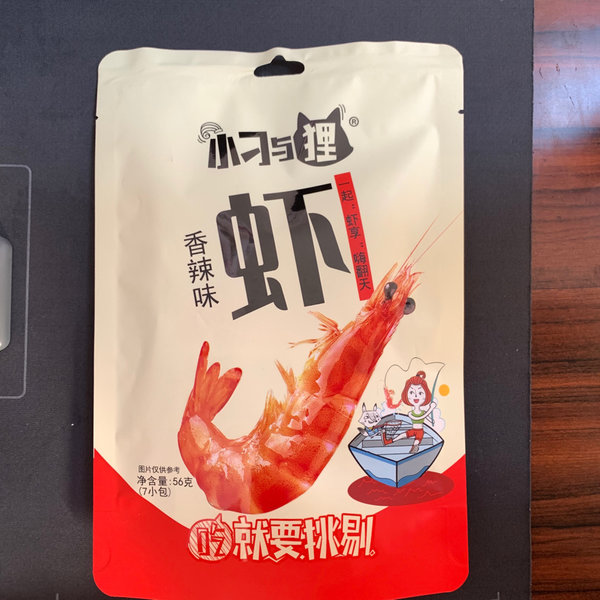 小刁与狸®
香辣味
虾
一起:虾享:嗨翻天
图片仅供参考
净含量:56克
(7小包)
吃就要挑剔